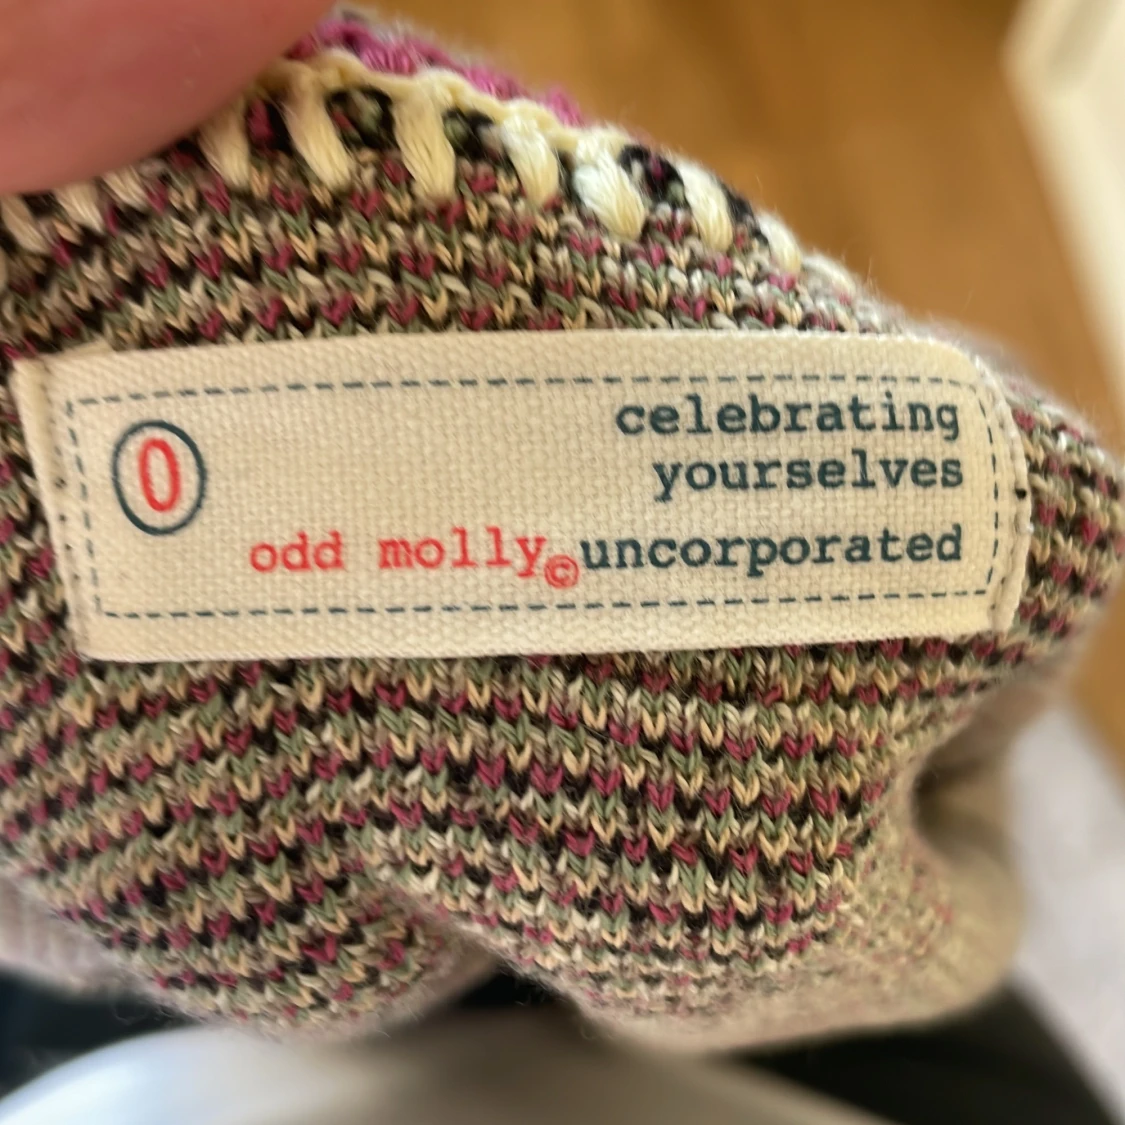 0
celebrating
yourselves
odd molly©uncorporated